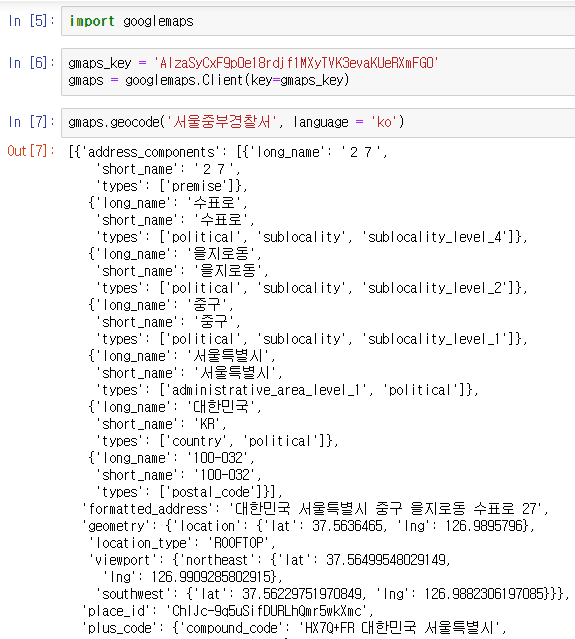 In [5]: import googlemaps
In [6]: gmaps_key = 'AIzaSyCxF9pOe18rdjf1MXyTVK3evaKUeRXmFGO'
gmaps = googlemaps.Client(key=gmaps_key)
In [7]: gmaps.geocode('서울중부경찰서', language = 'ko')
Out[7]: [{'address_components': [{'long_name': '２７',
'short_name': '２７',
'types': ['premise']},
{'long_name': '수표로',
'short_name': '수표로',
'types': ['political', 'sublocality', 'sublocality_level_4']},
{'long_name': '을지로동',
'short_name': '을지로동',
'types': ['political', 'sublocality', 'sublocality_level_2']},
{'long_name': '중구',
'short_name': '중구',
'types': ['political', 'sublocality', 'sublocality_level_1']},
{'long_name': '서울특별시',
'short_name': '서울특별시',
'types': ['administrative_area_level_1', 'political']},
{'long_name': '대한민국',
'short_name': 'KR',
'types': ['country', 'political']},
{'long_name': '100-032',
'short_name': '100-032',
'types': ['postal_code']}],
'formatted_address': '대한민국 서울특별시 중구 을지로동 수표로 27',
'geometry': {'location': {'lat': 37.5636465, 'lng': 126.9895796},
'location_type': 'ROOFTOP',
'viewport': {'northeast': {'lat': 37.56499548029149,
'lng': 126.9909285802915},
'southwest': {'lat': 37.56229751970849, 'lng': 126.9882306197085}}},
'place_id': 'ChIJc-9q5uSifDURLhQmr5wkXmc',
'plus_code': {'compound_code': 'HX7Q+FR 대한민국 서울특별시',